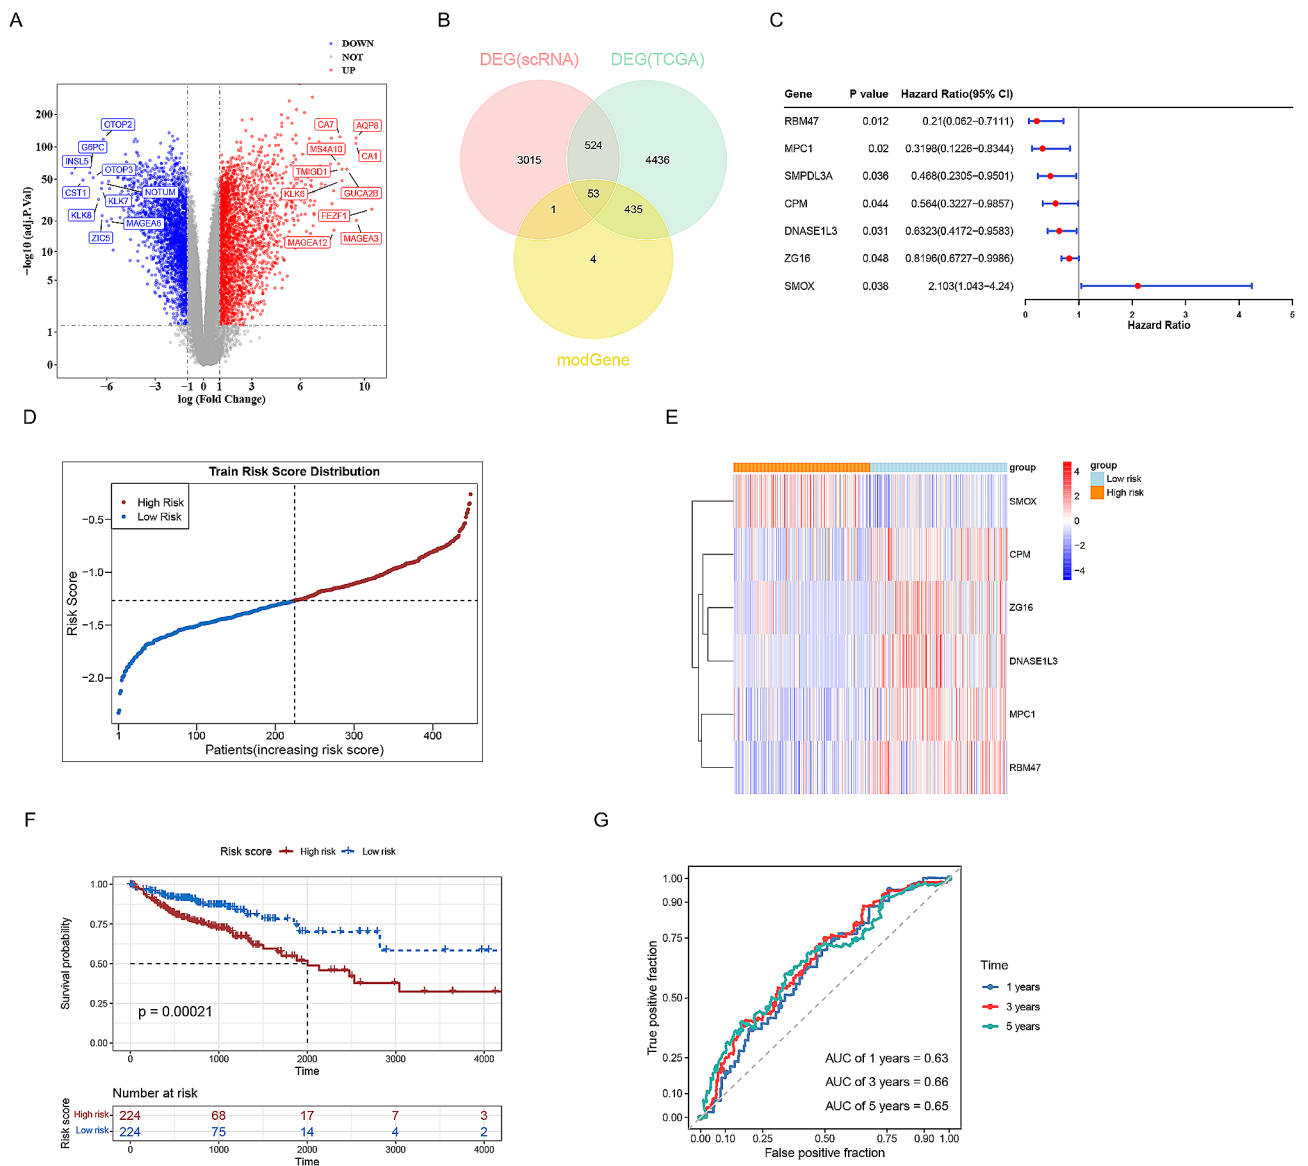 A
DOWN
NOT
UP
−log10 (adj.P.Val)
200
100
50
20
10
5
1
0
OTOP2
G6PC
INSL5
OTOP3
CST1
NOTUM
KLK7
KLK8
MAGEA6
ZIC5
CA7
AQP8
MS4A10
CA1
TMIGD1
KLK6
GUCA2B
FEZF1
MAGEA12
MAGEA3
−6 −3 −1 0 1 3 6 10
log (Fold Change)
B
DEG(scRNA) DEG(TCGA)
3015 524 4436
53
1 435
4
modGene
C
Gene P value Hazard Ratio(95% CI)
RBM47 0.012 0.21(0.062−0.7111)
MPC1 0.02 0.3198(0.1226−0.8344)
SMPDL3A 0.036 0.468(0.2305−0.9501)
CPM 0.044 0.564(0.3227−0.9857)
DNASE1L3 0.031 0.6323(0.4172−0.9583)
ZG16 0.048 0.8196(0.6727−0.9986)
SMOX 0.038 2.103(1.043−4.24)
0 1 2 3 4 5
Hazard Ratio
D
Train Risk Score Distribution
High Risk
Low Risk
Risk Score
−0.5
−1.0
−1.5
−2.0
1 100 200 300 400
Patients(increasing risk score)
E
group
SMOX
CPM
ZG16
DNASE1L3
MPC1
RBM47
4
2
0
−2
−4
group
Low risk
High risk
F
Risk score High risk Low risk
Survival probability
1.00
0.75
0.50
0.25
0.00
p = 0.00021
0 1000 2000 3000 4000
Time
Number at risk
Risk score
High risk 224 68 17 7 3
Low risk 224 75 14 4 2
0 1000 2000 3000 4000
Time
G
True positive fraction
1.00
0.90
0.75
0.50
0.25
0.10
0.00
AUC of 1 years = 0.63
AUC of 3 years = 0.66
AUC of 5 years = 0.65
0.00 0.10 0.25 0.50 0.75 0.90 1.00
False positive fraction
Time
1 years
3 years
5 years